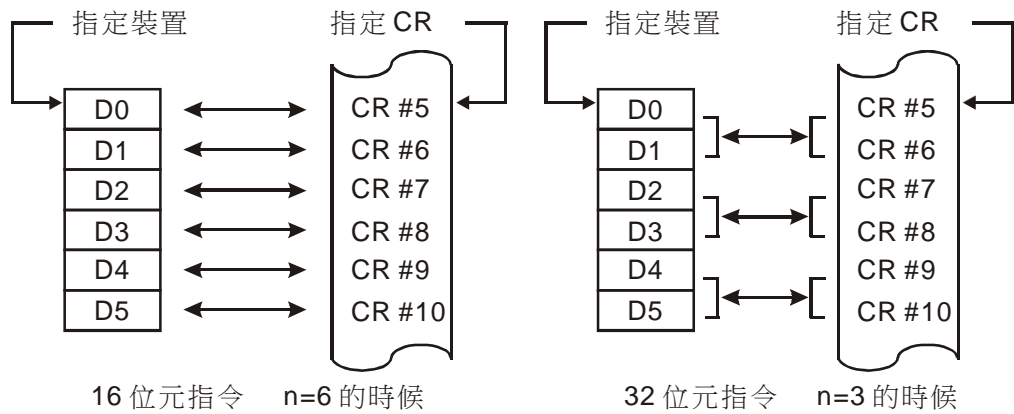 指定裝置 指定 CR
D0 CR #5
D1 CR #6
D2 CR #7
D3 CR #8
D4 CR #9
D5 CR #10
16 位元指令 n=6 的時候
指定裝置 指定 CR
D0 CR #5
D1 CR #6
D2 CR #7
D3 CR #8
D4 CR #9
D5 CR #10
32 位元指令 n=3 的時候